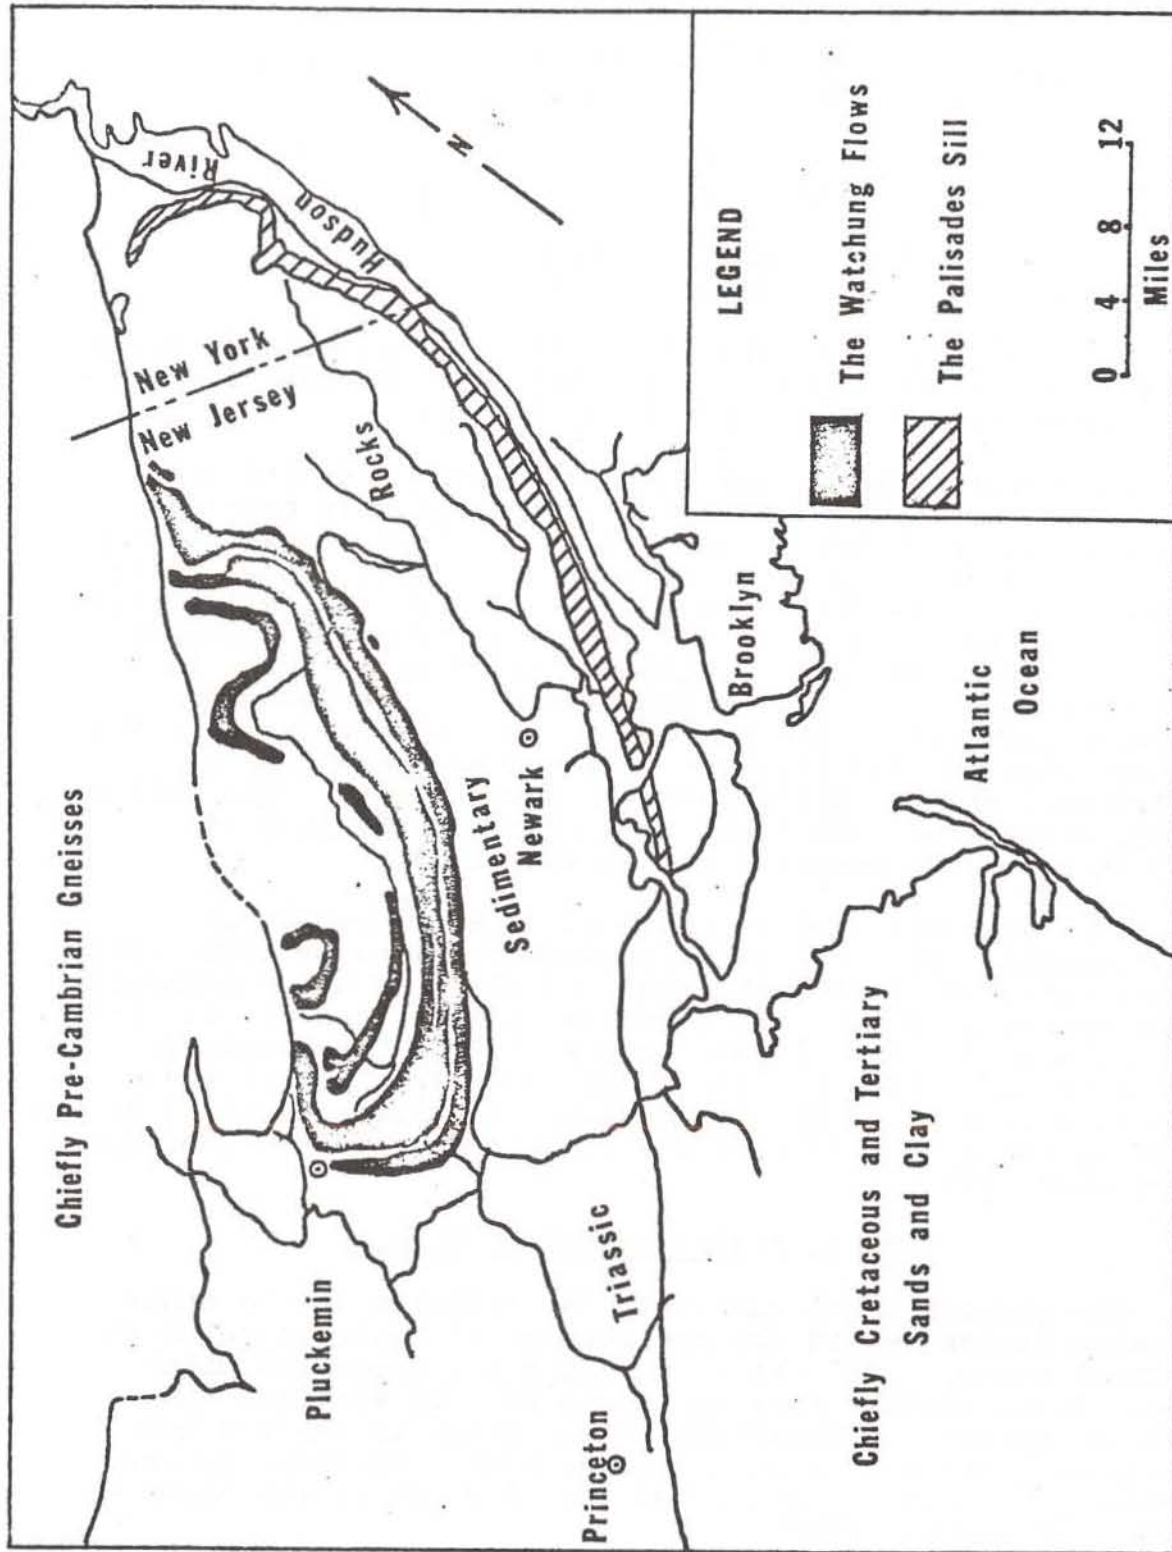 Chiefly Pre-Cambrian Gneisses
River
Hudson
N
New York
New Jersey
Rocks
Sedimentary
Newark
Brooklyn
Atlantic
Ocean
Pluckemin
Triassic
Princeton
Chiefly Cretaceous and Tertiary
Sands and Clay
LEGEND
The Watchung Flows
The Palisades Sill
0 4 8 12
Miles